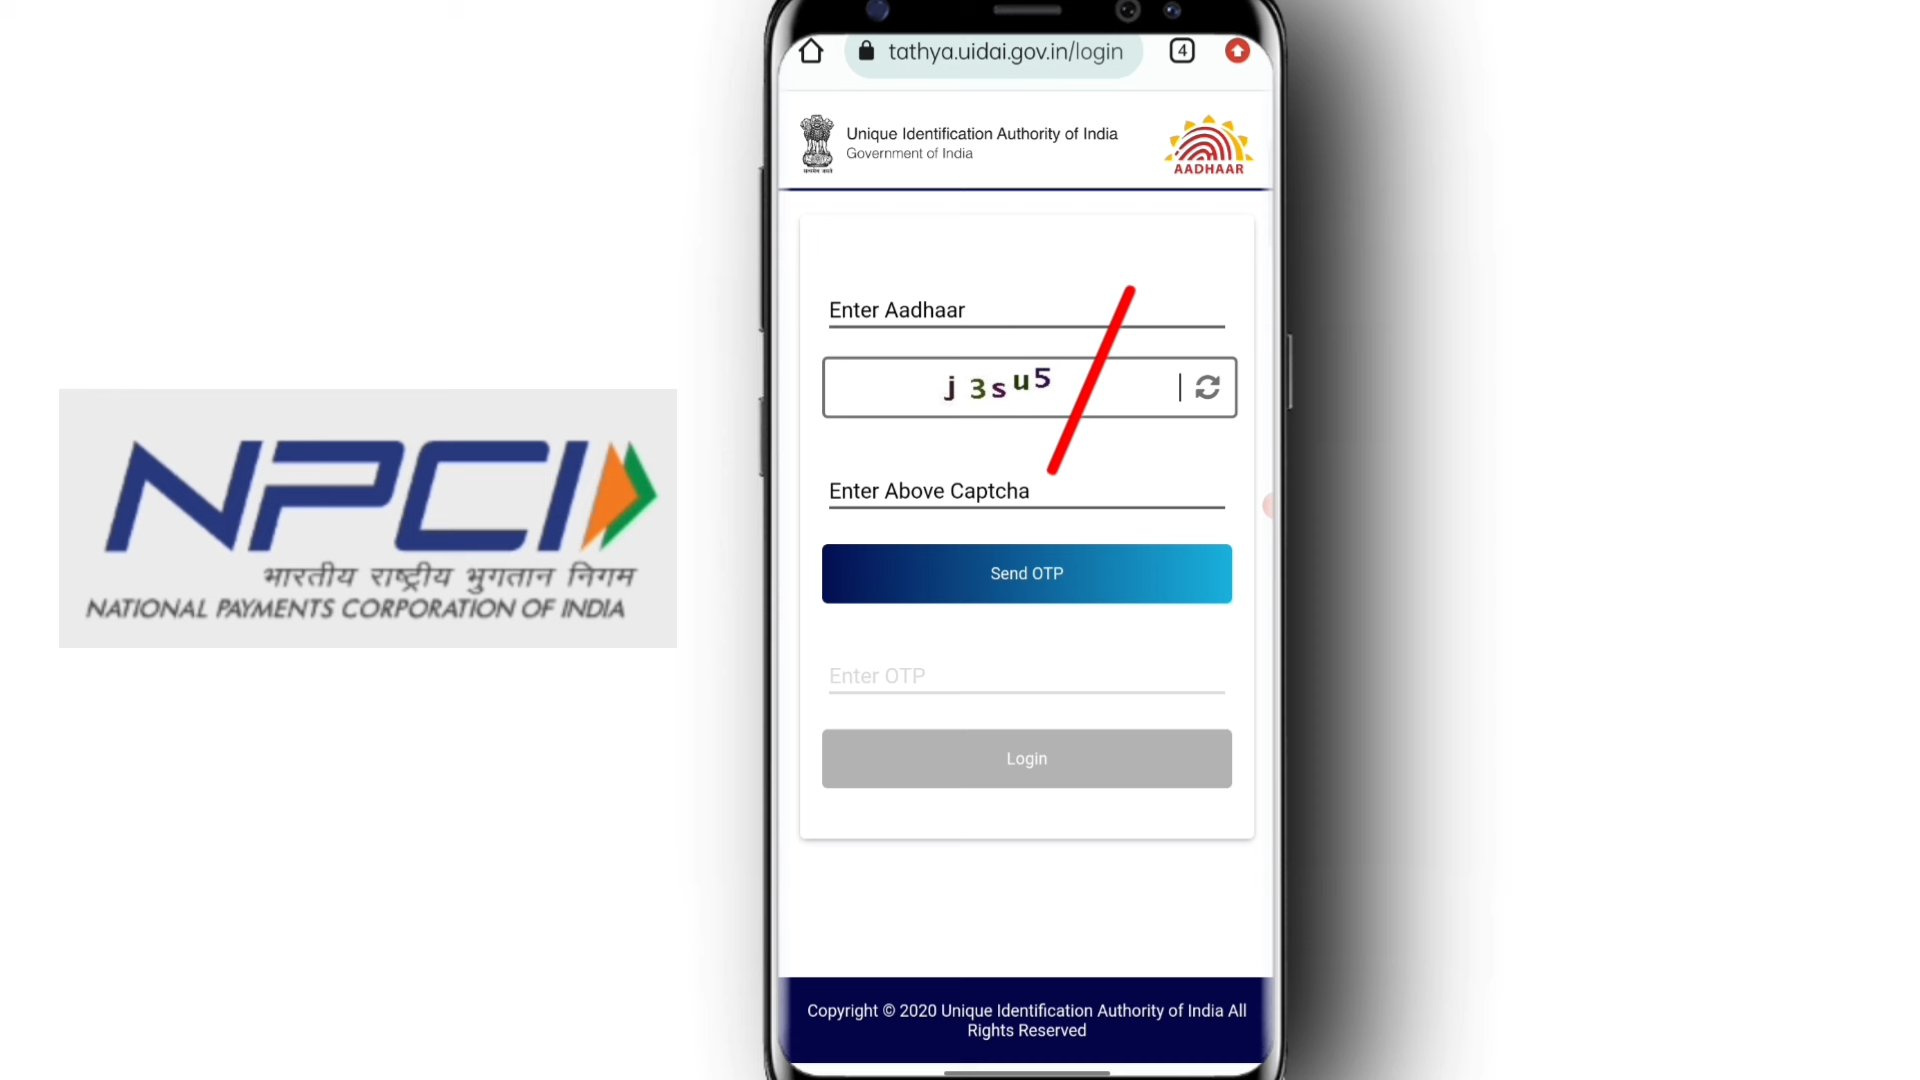 NPCI
भारतीय राष्ट्रीय भुगतान निगम
NATIONAL PAYMENTS CORPORATION OF INDIA
tathya.uidai.gov.in/login
4
Unique Identification Authority of India
Government of India
AADHAAR
Enter Aadhaar
j3su5
Enter Above Captcha
Send OTP
Enter OTP
Login
Copyright © 2020 Unique Identification Authority of India All
Rights Reserved